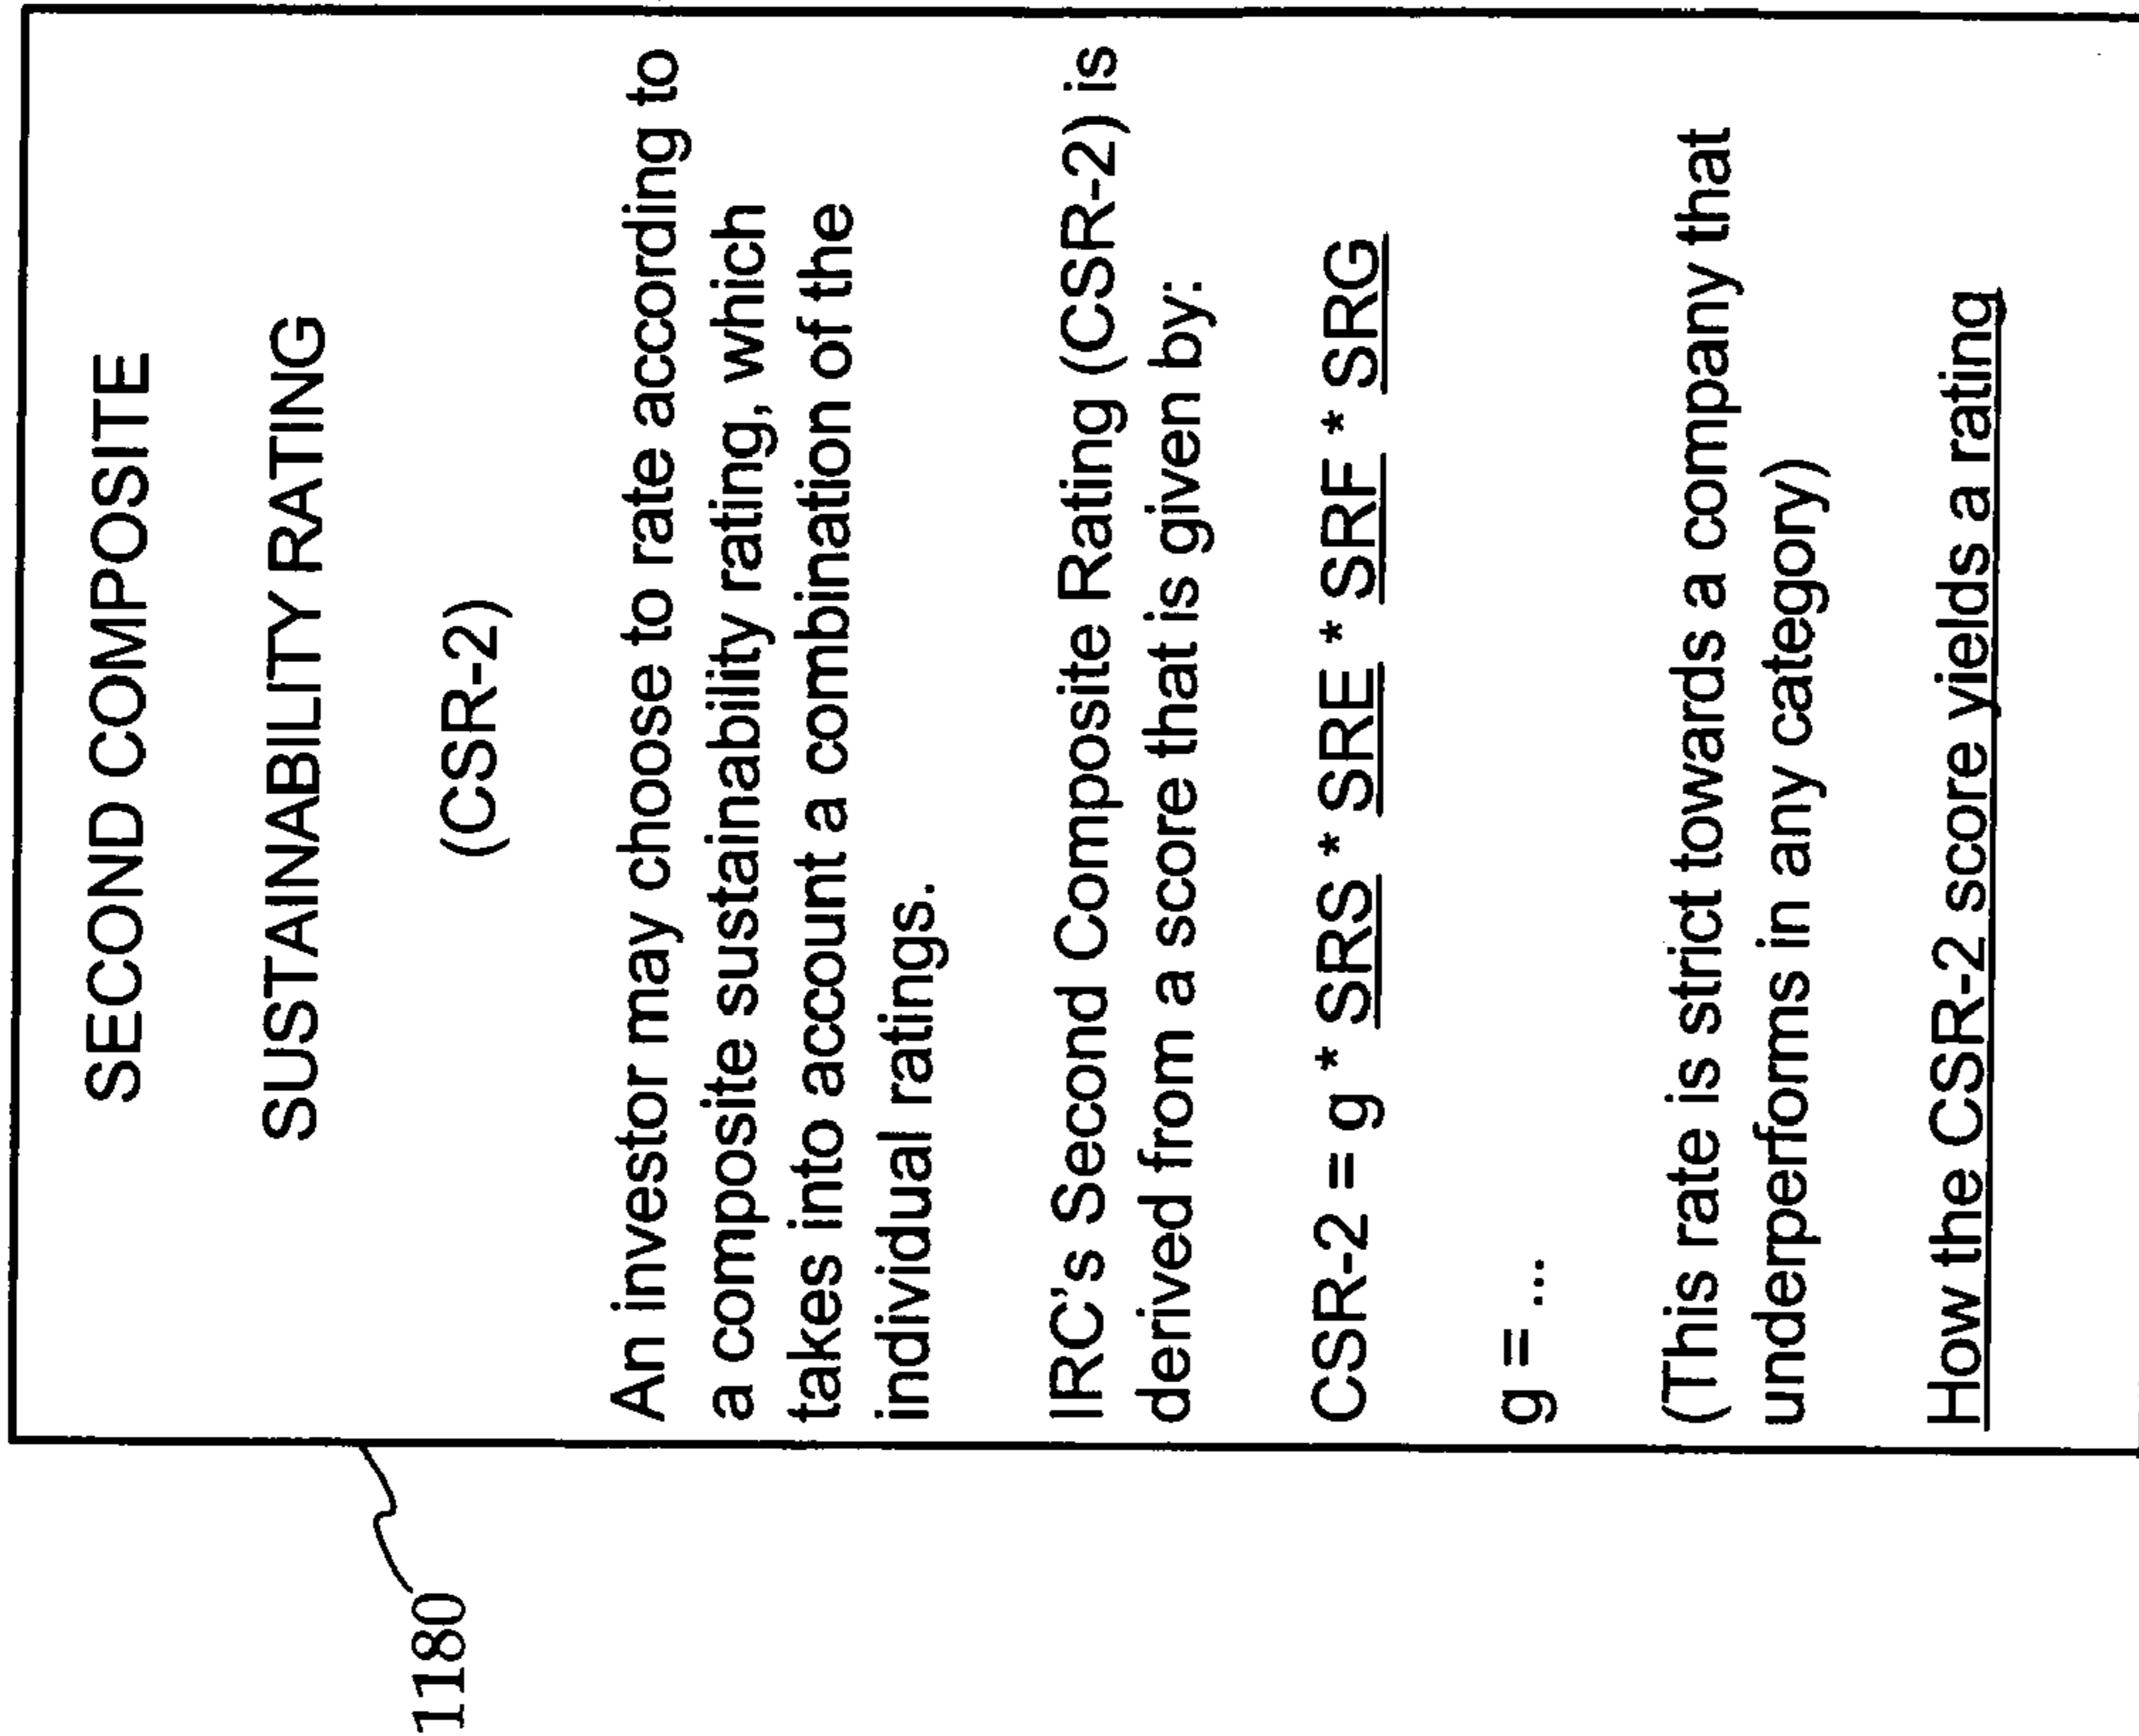 1180
SECOND COMPOSITE
SUSTAINABILITY RATING
(CSR-2)
An investor may choose to rate according to
a composite sustainability rating, which
takes into account a combination of the
individual ratings.
IRC's Second Composite Rating (CSR-2) is
derived from a score that is given by:
CSR-2 = g * SRS * SRE * SRF * SRG
g = ...
(This rate is strict towards a company that
underperforms in any category)
How the CSR-2 score yields a rating